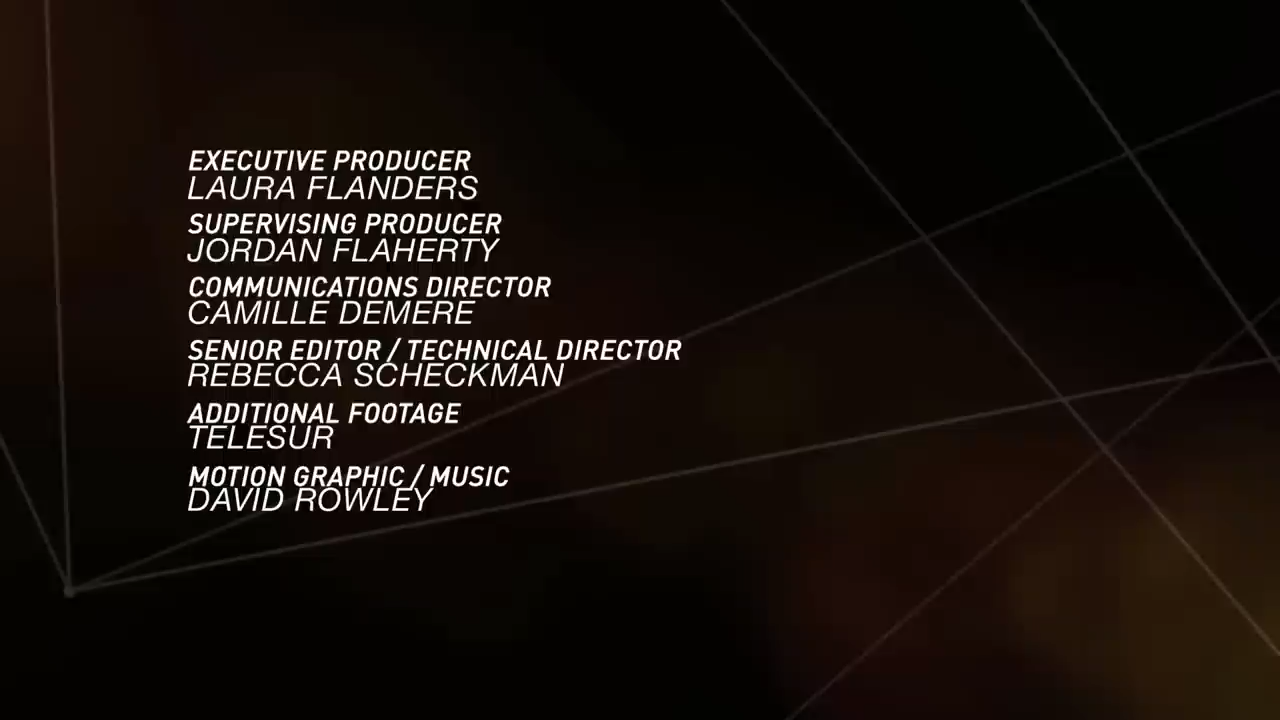 EXECUTIVE PRODUCER
LAURA FLANDERS
SUPERVISING PRODUCER
JORDAN FLAHERTY
COMMUNICATIONS DIRECTOR
CAMILLE DEMERE
SENIOR EDITOR / TECHNICAL DIRECTOR
REBECCA SCHECKMAN
ADDITIONAL FOOTAGE
TELESUR
MOTION GRAPHIC / MUSIC
DAVID ROWLEY